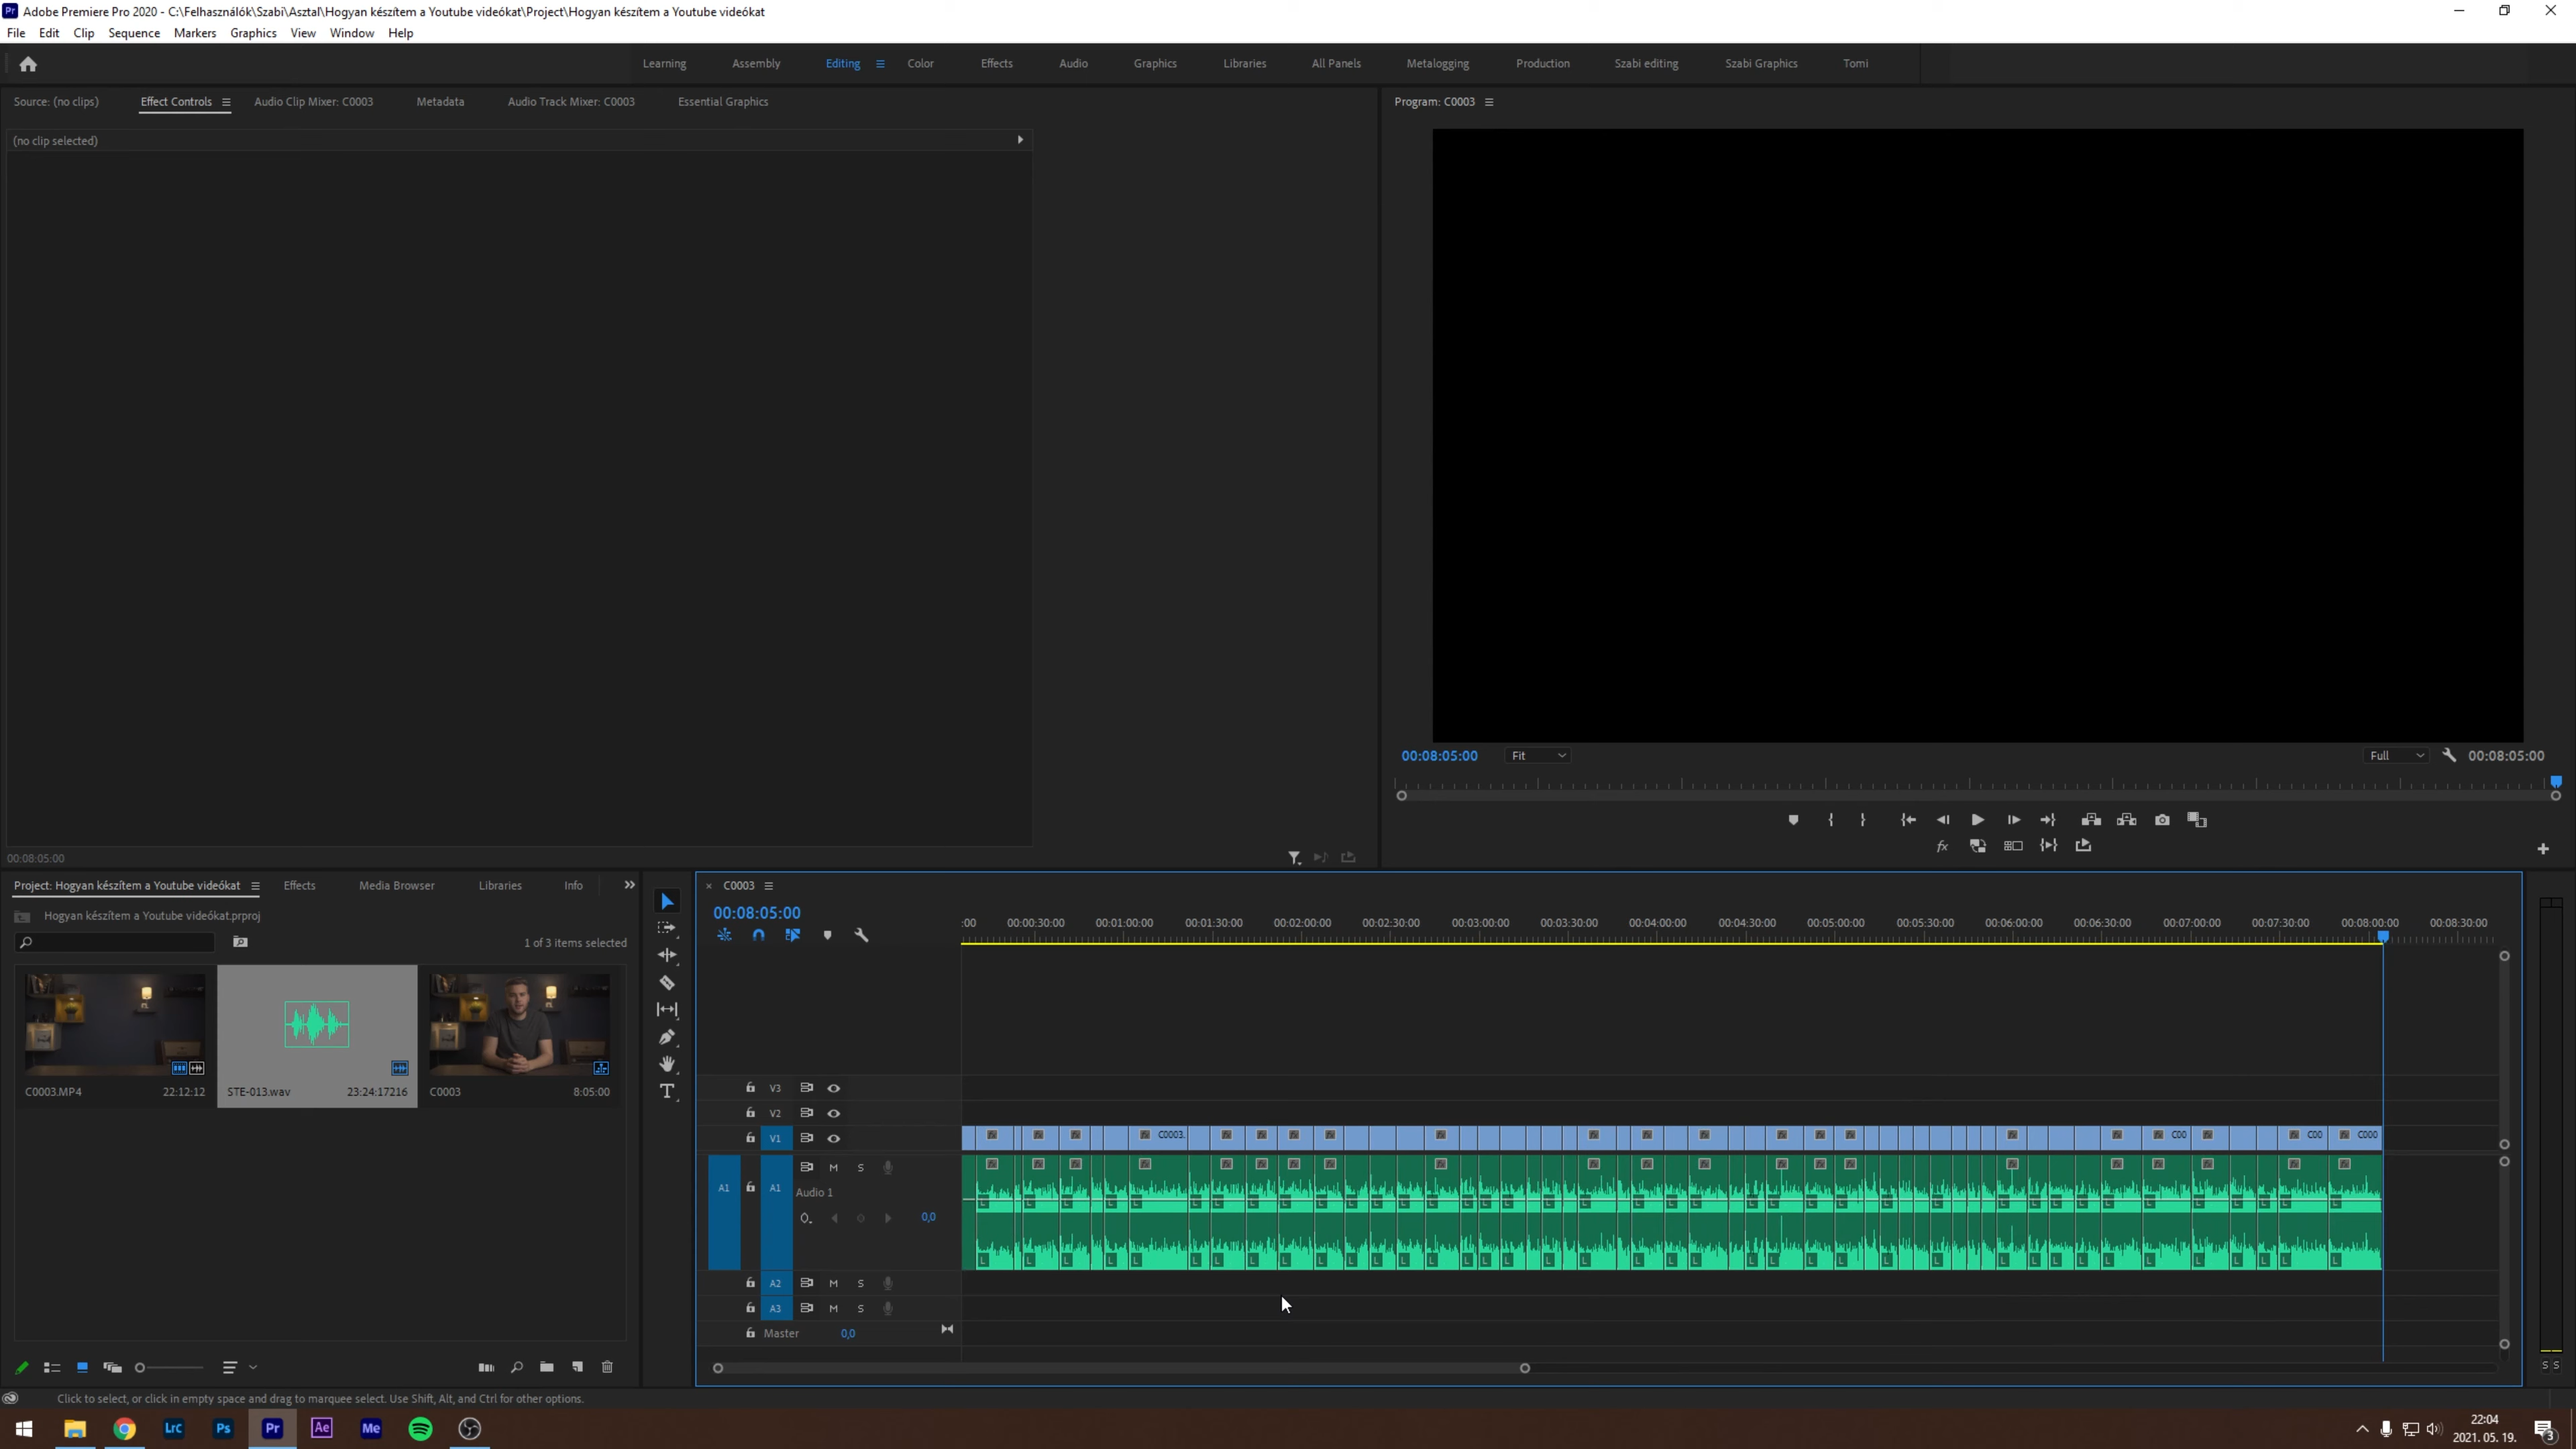 Pr Adobe Premiere Pro 2020 - C:\Felhasználók\Szabi\Asztal\Hogyan készítem a Youtube videókat\Project\Hogyan készítem a Youtube videókat
File Edit Clip Sequence Markers Graphics View Window Help
Learning Assembly Editing Color Effects Audio Graphics Libraries All Panels Metalogging Production Szabi editing Szabi Graphics Tomi
Source: (no clips) Effect Controls Audio Clip Mixer: C0003 Metadata Audio Track Mixer: C0003 Essential Graphics Program: C0003
(no clip selected)
00:08:05:00 Fit Full 00:08:05:00
00:08:05:00
Project: Hogyan készítem a Youtube videókat Effects Media Browser Libraries Info
Hogyan készítem a Youtube videókat.prproj
1 of 3 items selected
C0003.MP4 22:12:12 STE-013.wav 23:24:17216 C0003 8:05:00
× C0003
00:08:05:00
:00 00:00:30:00 00:01:00:00 00:01:30:00 00:02:00:00 00:02:30:00 00:03:00:00 00:03:30:00 00:04:00:00 00:04:30:00 00:05:00:00 00:05:30:00 00:06:00:00 00:06:30:00 00:07:00:00 00:07:30:00 00:08:00:00 00:08:30:00
V3
V2
V1 C0003. C00 C00 C000
A1 A1 M S
Audio 1
0,0
A2 M S
A3 M S
Master 0,0
S S
Click to select, or click in empty space and drag to marquee select. Use Shift, Alt, and Ctrl for other options.
LrC Ps Pr Ae Me
22:04
2021. 05. 19.
3